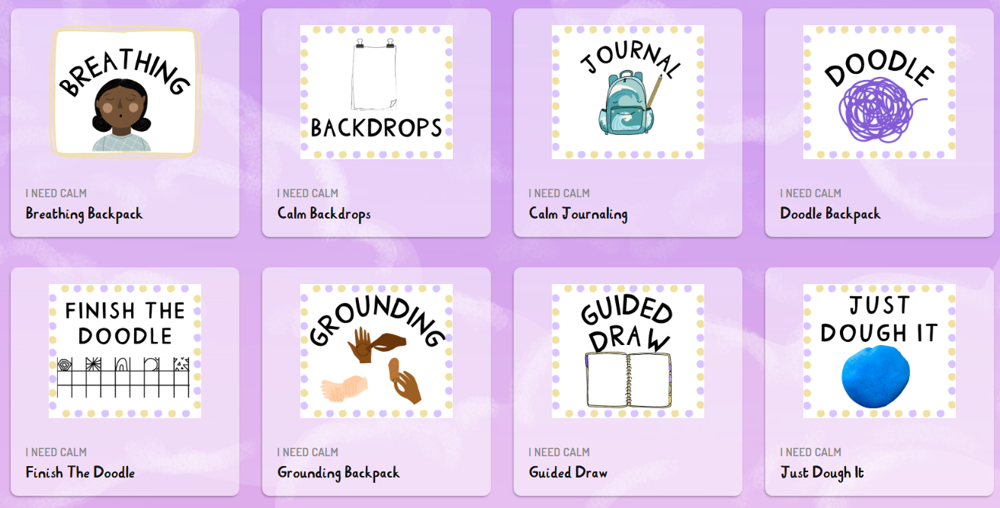 BREATHING
I NEED CALM
Breathing Backpack
BACKDROPS
I NEED CALM
Calm Backdrops
JOURNAL
I NEED CALM
Calm Journaling
DOODLE
I NEED CALM
Doodle Backpack
FINISH THE
DOODLE
I NEED CALM
Finish The Doodle
GROUNDING
I NEED CALM
Grounding Backpack
GUIDED
DRAW
I NEED CALM
Guided Draw
JUST
DOUGH IT
I NEED CALM
Just Dough It